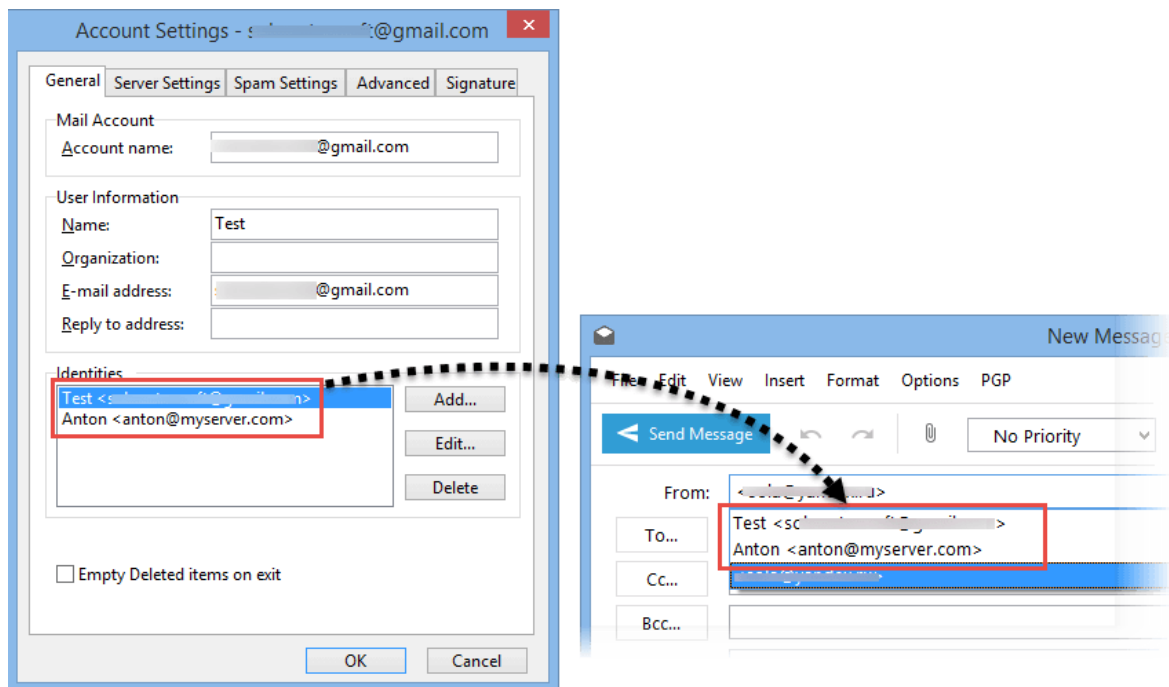 Account Settings - @gmail.com
General Server Settings Spam Settings Advanced Signature
Mail Account
Account name: @gmail.com
User Information
Name: Test
Organization:
E-mail address: @gmail.com
Reply to address:
Identities
Test <
Anton <anton@myserver.com>
Add...
Edit...
Delete
Empty Deleted items on exit
OK Cancel
New Messag
File Edit View Insert Format Options PGP
Send Message No Priority
From:
To...
Test <
Anton <anton@myserver.com>
Cc...
Bcc...